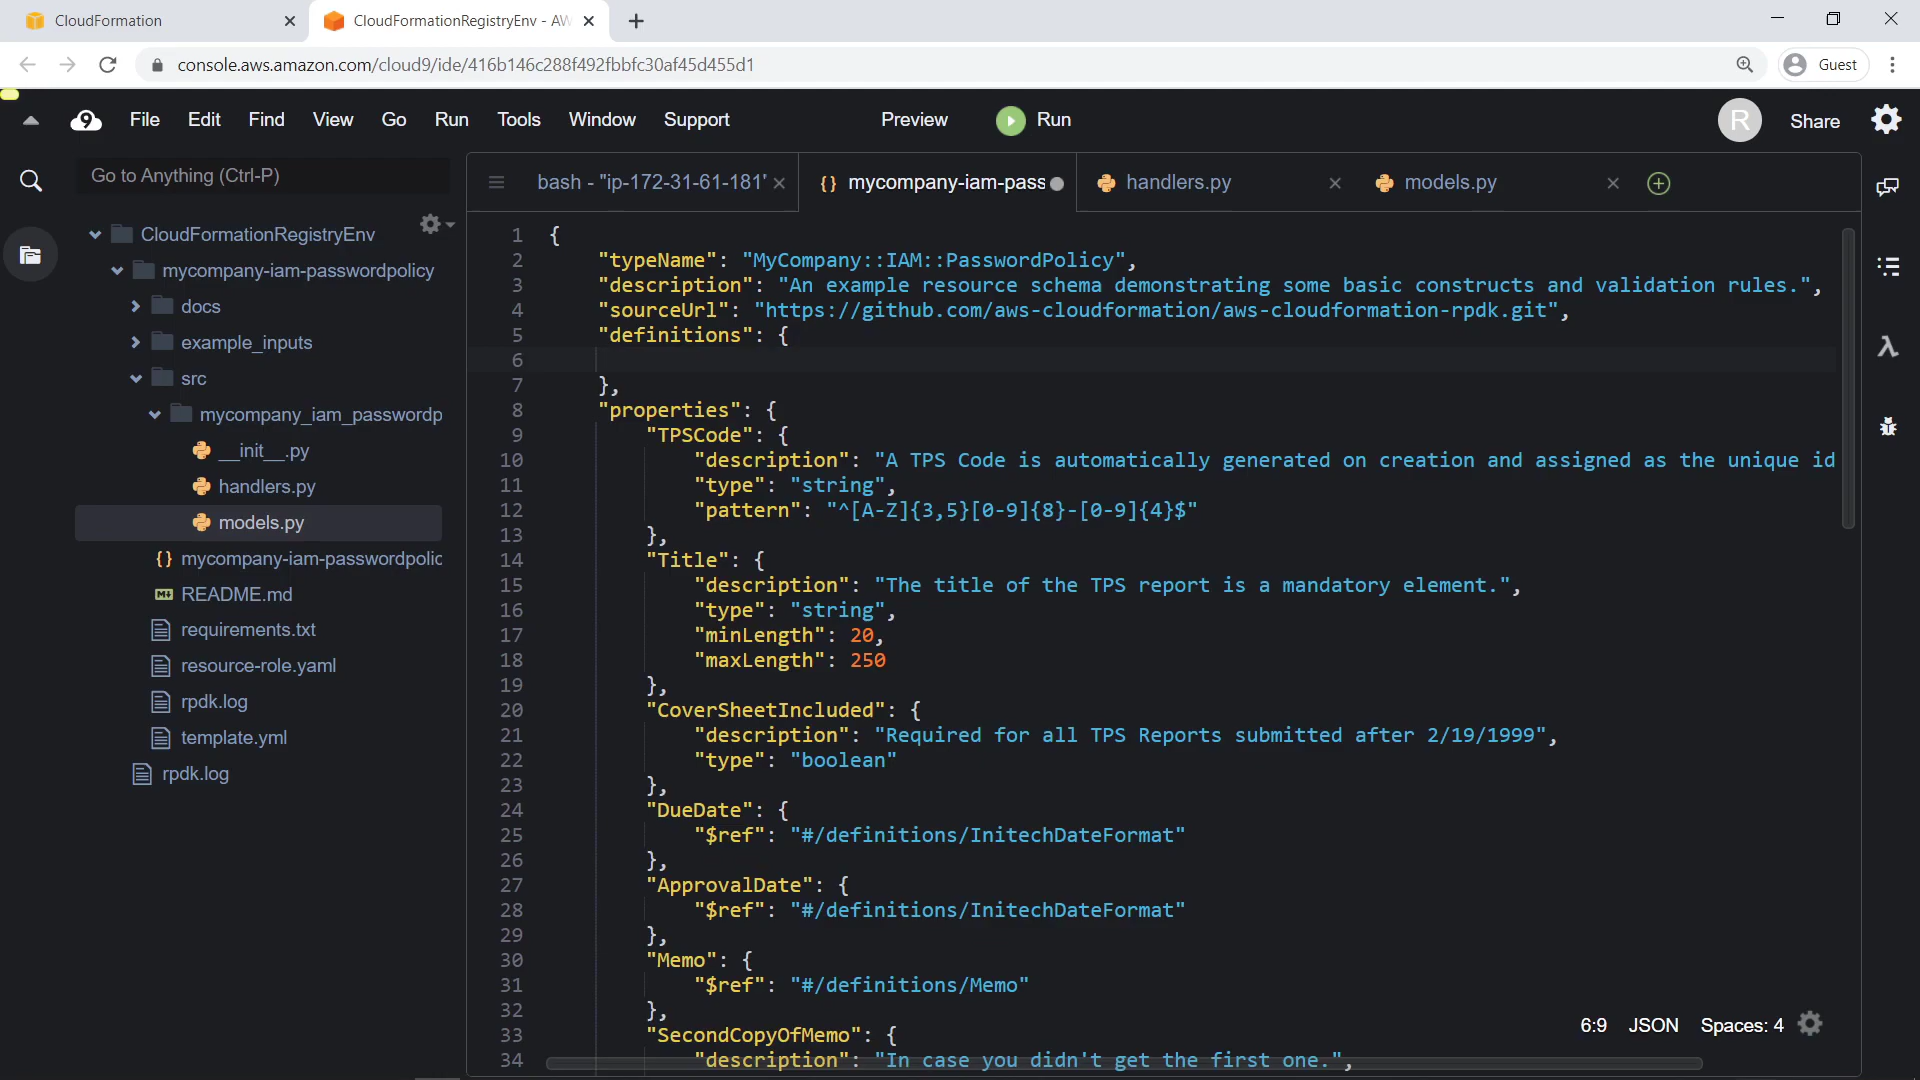 CloudFormation
CloudFormationRegistryEnv - AW
console.aws.amazon.com/cloud9/ide/416b146c288f492fbbfc30af45d455d1
Guest
9 File Edit Find View Go Run Tools Window Support Preview Run R Share
Go to Anything (Ctrl-P)
bash - "ip-172-31-61-181"
{} mycompany-iam-pass
handlers.py
models.py
CloudFormationRegistryEnv
mycompany-iam-passwordpolicy
docs
example_inputs
src
mycompany_iam_passwordp
__init__.py
handlers.py
models.py
{} mycompany-iam-passwordpolic
README.md
requirements.txt
resource-role.yaml
rpdk.log
template.yml
rpdk.log
1 {
2 "typeName": "MyCompany::IAM::PasswordPolicy",
3 "description": "An example resource schema demonstrating some basic constructs and validation rules.",
4 "sourceUrl": "https://github.com/aws-cloudformation/aws-cloudformation-rpdk.git",
5 "definitions": {
6
7 },
8 "properties": {
9 "TPSCode": {
10 "description": "A TPS Code is automatically generated on creation and assigned as the unique id
11 "type": "string",
12 "pattern": "^[A-Z]{3,5}[0-9]{8}-[0-9]{4}$"
13 },
14 "Title": {
15 "description": "The title of the TPS report is a mandatory element.",
16 "type": "string",
17 "minLength": 20,
18 "maxLength": 250
19 },
20 "CoverSheetIncluded": {
21 "description": "Required for all TPS Reports submitted after 2/19/1999",
22 "type": "boolean"
23 },
24 "DueDate": {
25 "$ref": "#/definitions/InitechDateFormat"
26 },
27 "ApprovalDate": {
28 "$ref": "#/definitions/InitechDateFormat"
29 },
30 "Memo": {
31 "$ref": "#/definitions/Memo"
32 },
33 "SecondCopyOfMemo": {
34 "description": "In case you didn't get the first one.",
6:9 JSON Spaces: 4